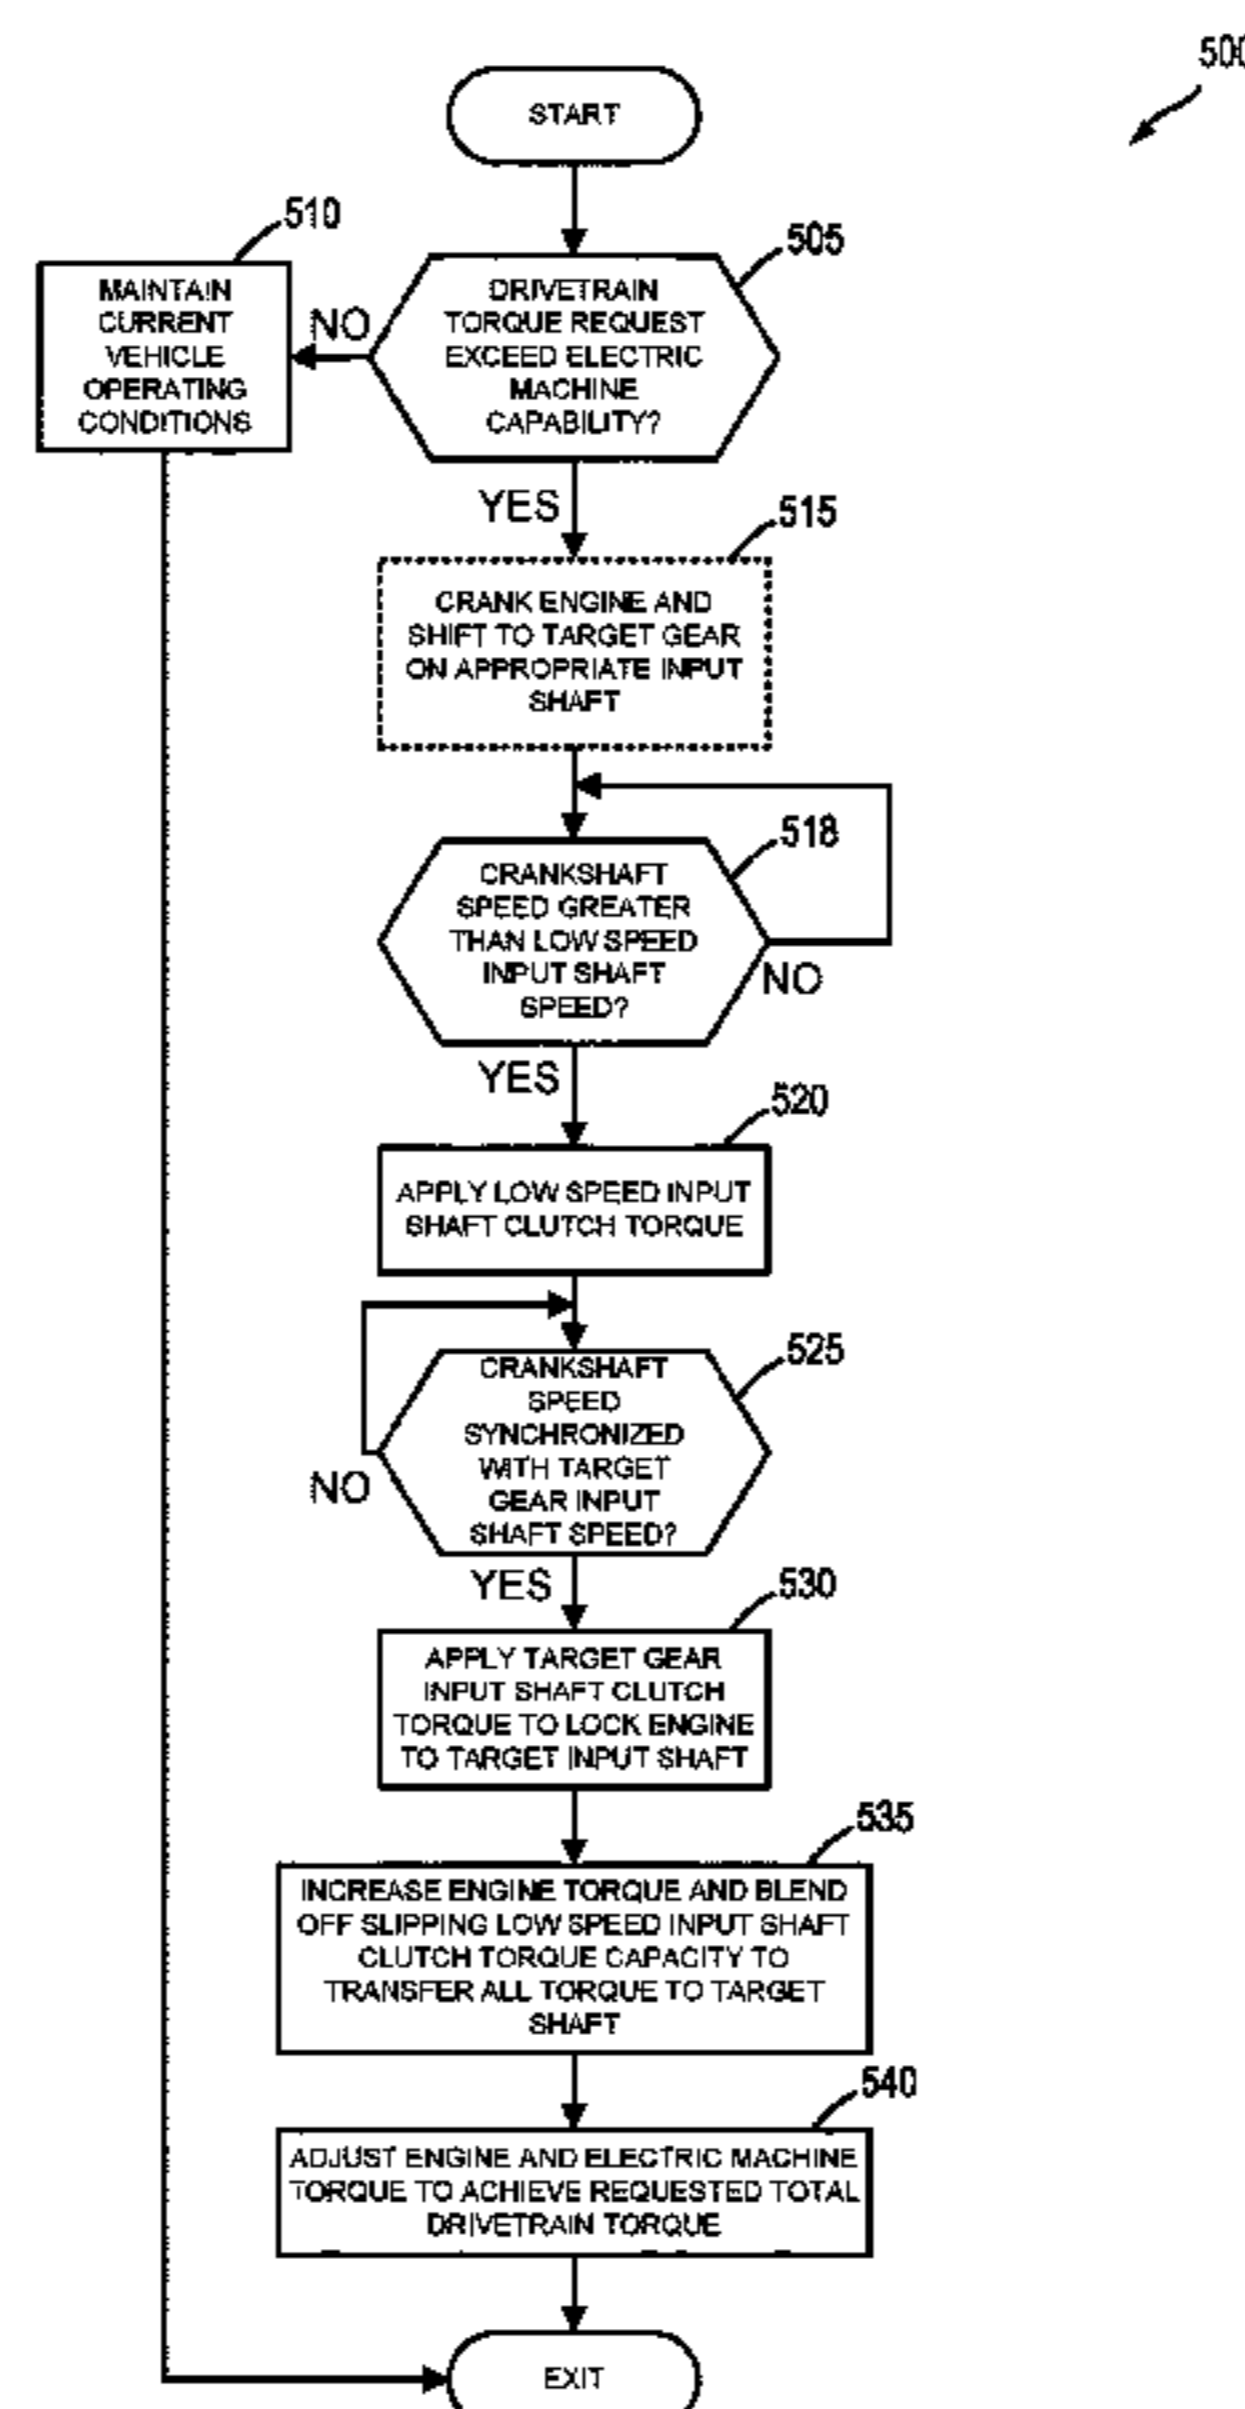 500
START
510
505
MAINTAIN
CURRENT
VEHICLE
OPERATING
CONDITIONS
NO
DRIVETRAIN
TORQUE REQUEST
EXCEED ELECTRIC
MACHINE
CAPABILITY?
YES
515
CRANK ENGINE AND
SHIFT TO TARGET GEAR
ON APPROPRIATE INPUT
SHAFT
518
CRANKSHAFT
SPEED GREATER
THAN LOW SPEED
INPUT SHAFT
SPEED?
NO
YES
520
APPLY LOW SPEED INPUT
SHAFT CLUTCH TORQUE
525
CRANKSHAFT
SPEED
SYNCHRONIZED
WITH TARGET
GEAR INPUT
SHAFT SPEED?
NO
YES
530
APPLY TARGET GEAR
INPUT SHAFT CLUTCH
TORQUE TO LOCK ENGINE
TO TARGET INPUT SHAFT
535
INCREASE ENGINE TORQUE AND BLEND
OFF SLIPPING LOW SPEED INPUT SHAFT
CLUTCH TORQUE CAPACITY TO
TRANSFER ALL TORQUE TO TARGET
SHAFT
540
ADJUST ENGINE AND ELECTRIC MACHINE
TORQUE TO ACHIEVE REQUESTED TOTAL
DRIVETRAIN TORQUE
EXIT